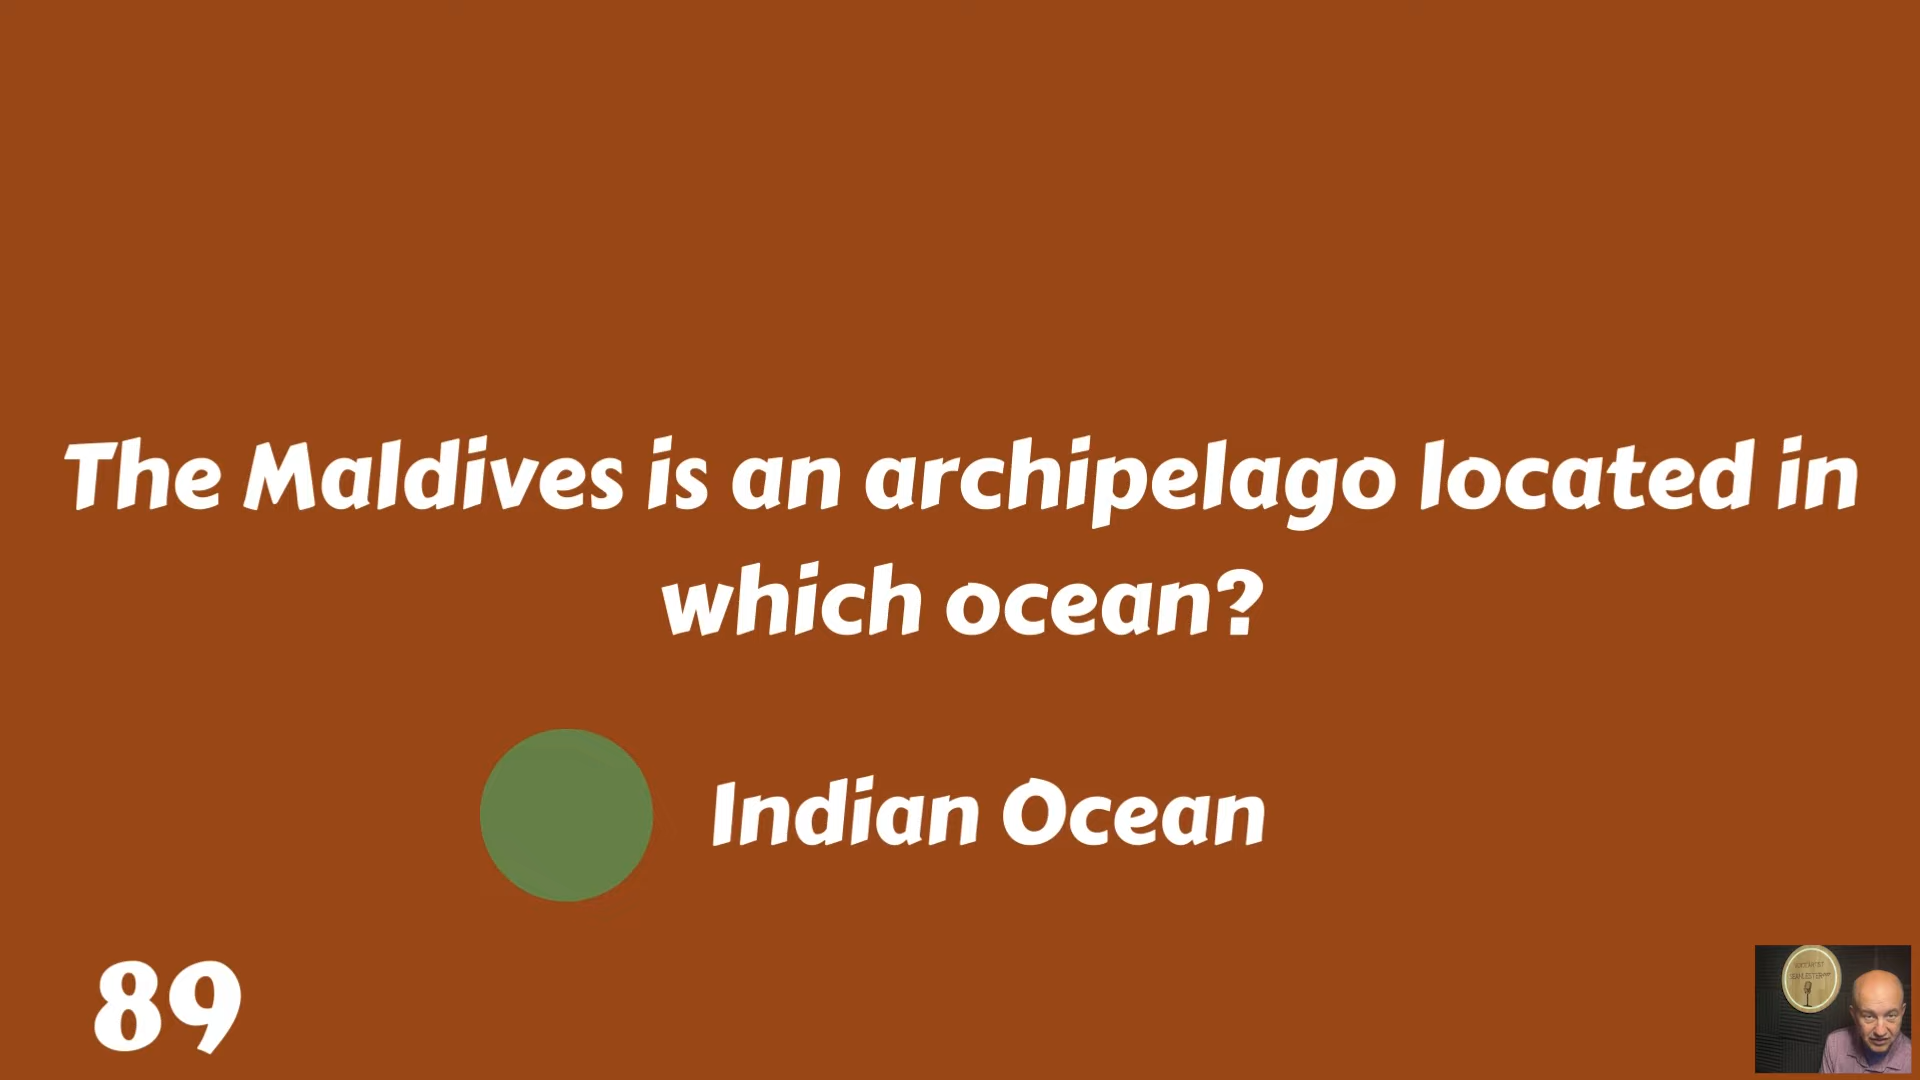 The Maldives is an archipelago located in
which ocean?
Indian Ocean
89